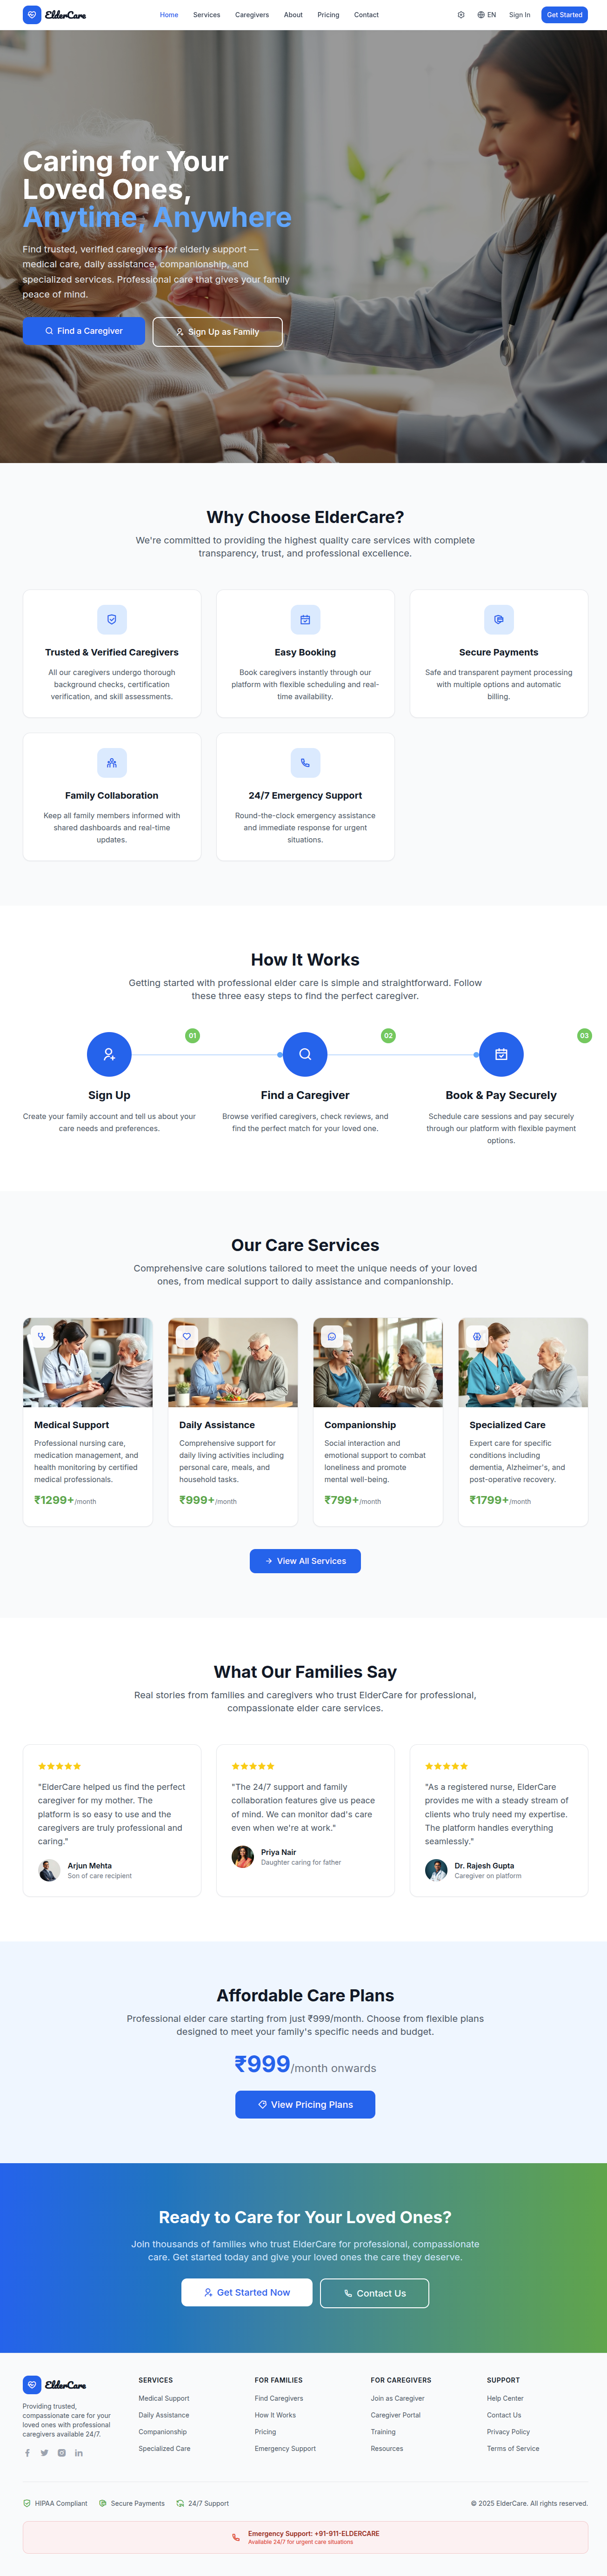 ElderCare
Home Services Caregivers About Pricing Contact
EN Sign In Get Started
Caring for Your
Loved Ones,
Anytime, Anywhere
Find trusted, verified caregivers for elderly support —
medical care, daily assistance, companionship, and
specialized services. Professional care that gives your family
peace of mind.
Find a Caregiver Sign Up as Family
Why Choose ElderCare?
We're committed to providing the highest quality care services with complete
transparency, trust, and professional excellence.
Trusted & Verified Caregivers
All our caregivers undergo thorough
background checks, certification
verification, and skill assessments.
Easy Booking
Book caregivers instantly through our
platform with flexible scheduling and real-
time availability.
Secure Payments
Safe and transparent payment processing
with multiple options and automatic
billing.
Family Collaboration
Keep all family members informed with
shared dashboards and real-time
updates.
24/7 Emergency Support
Round-the-clock emergency assistance
and immediate response for urgent
situations.
How It Works
Getting started with professional elder care is simple and straightforward. Follow
these three easy steps to find the perfect caregiver.
01
Sign Up
Create your family account and tell us about your
care needs and preferences.
02
Find a Caregiver
Browse verified caregivers, check reviews, and
find the perfect match for your loved one.
03
Book & Pay Securely
Schedule care sessions and pay securely
through our platform with flexible payment
options.
Our Care Services
Comprehensive care solutions tailored to meet the unique needs of your loved
ones, from medical support to daily assistance and companionship.
Medical Support
Professional nursing care,
medication management, and
health monitoring by certified
medical professionals.
₹1299+/month
Daily Assistance
Comprehensive support for
daily living activities including
personal care, meals, and
household tasks.
₹999+/month
Companionship
Social interaction and
emotional support to combat
loneliness and promote
mental well-being.
₹799+/month
Specialized Care
Expert care for specific
conditions including
dementia, Alzheimer's, and
post-operative recovery.
₹1799+/month
View All Services
What Our Families Say
Real stories from families and caregivers who trust ElderCare for professional,
compassionate elder care services.
"ElderCare helped us find the perfect
caregiver for my mother. The
platform is so easy to use and the
caregivers are truly professional and
caring."
Arjun Mehta
Son of care recipient
"The 24/7 support and family
collaboration features give us peace
of mind. We can monitor dad's care
even when we're at work."
Priya Nair
Daughter caring for father
"As a registered nurse, ElderCare
provides me with a steady stream of
clients who truly need my expertise.
The platform handles everything
seamlessly."
Dr. Rajesh Gupta
Caregiver on platform
Affordable Care Plans
Professional elder care starting from just ₹999/month. Choose from flexible plans
designed to meet your family's specific needs and budget.
₹999/month onwards
View Pricing Plans
Ready to Care for Your Loved Ones?
Join thousands of families who trust ElderCare for professional, compassionate
care. Get started today and give your loved ones the care they deserve.
Get Started Now Contact Us
ElderCare
Providing trusted,
compassionate care for your
loved ones with professional
caregivers available 24/7.
SERVICES
Medical Support
Daily Assistance
Companionship
Specialized Care
FOR FAMILIES
Find Caregivers
How It Works
Pricing
Emergency Support
FOR CAREGIVERS
Join as Caregiver
Caregiver Portal
Training
Resources
SUPPORT
Help Center
Contact Us
Privacy Policy
Terms of Service
HIPAA Compliant Secure Payments 24/7 Support
© 2025 ElderCare. All rights reserved.
Emergency Support: +91-911-ELDERCARE
Available 24/7 for urgent care situations